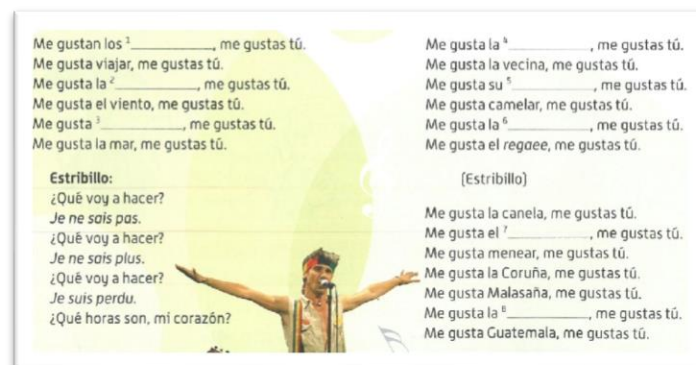 Me gustan los ¹__________, me gustas tú.
Me gusta viajar, me gustas tú.
Me gusta la ²__________, me gustas tú.
Me gusta el viento, me gustas tú.
Me gusta ³__________, me gustas tú.
Me gusta la mar, me gustas tú.
Estribillo:
¿Qué voy a hacer?
Je ne sais pas.
¿Qué voy a hacer?
Je ne sais plus.
¿Qué voy a hacer?
Je suis perdu.
¿Qué horas son, mi corazón?
Me gusta la ⁴__________, me gustas tú.
Me gusta la vecina, me gustas tú.
Me gusta su ⁵__________, me gustas tú.
Me gusta camelar, me gustas tú.
Me gusta la ⁶__________, me gustas tú.
Me gusta el regaee, me gustas tú.
(Estribillo)
Me gusta la canela, me gustas tú.
Me gusta el ⁷__________, me gustas tú.
Me gusta menear, me gustas tú.
Me gusta la Coruña, me gustas tú.
Me gusta Malasaña, me gustas tú.
Me gusta la ⁸__________, me gustas tú.
Me gusta Guatemala, me gustas tú.